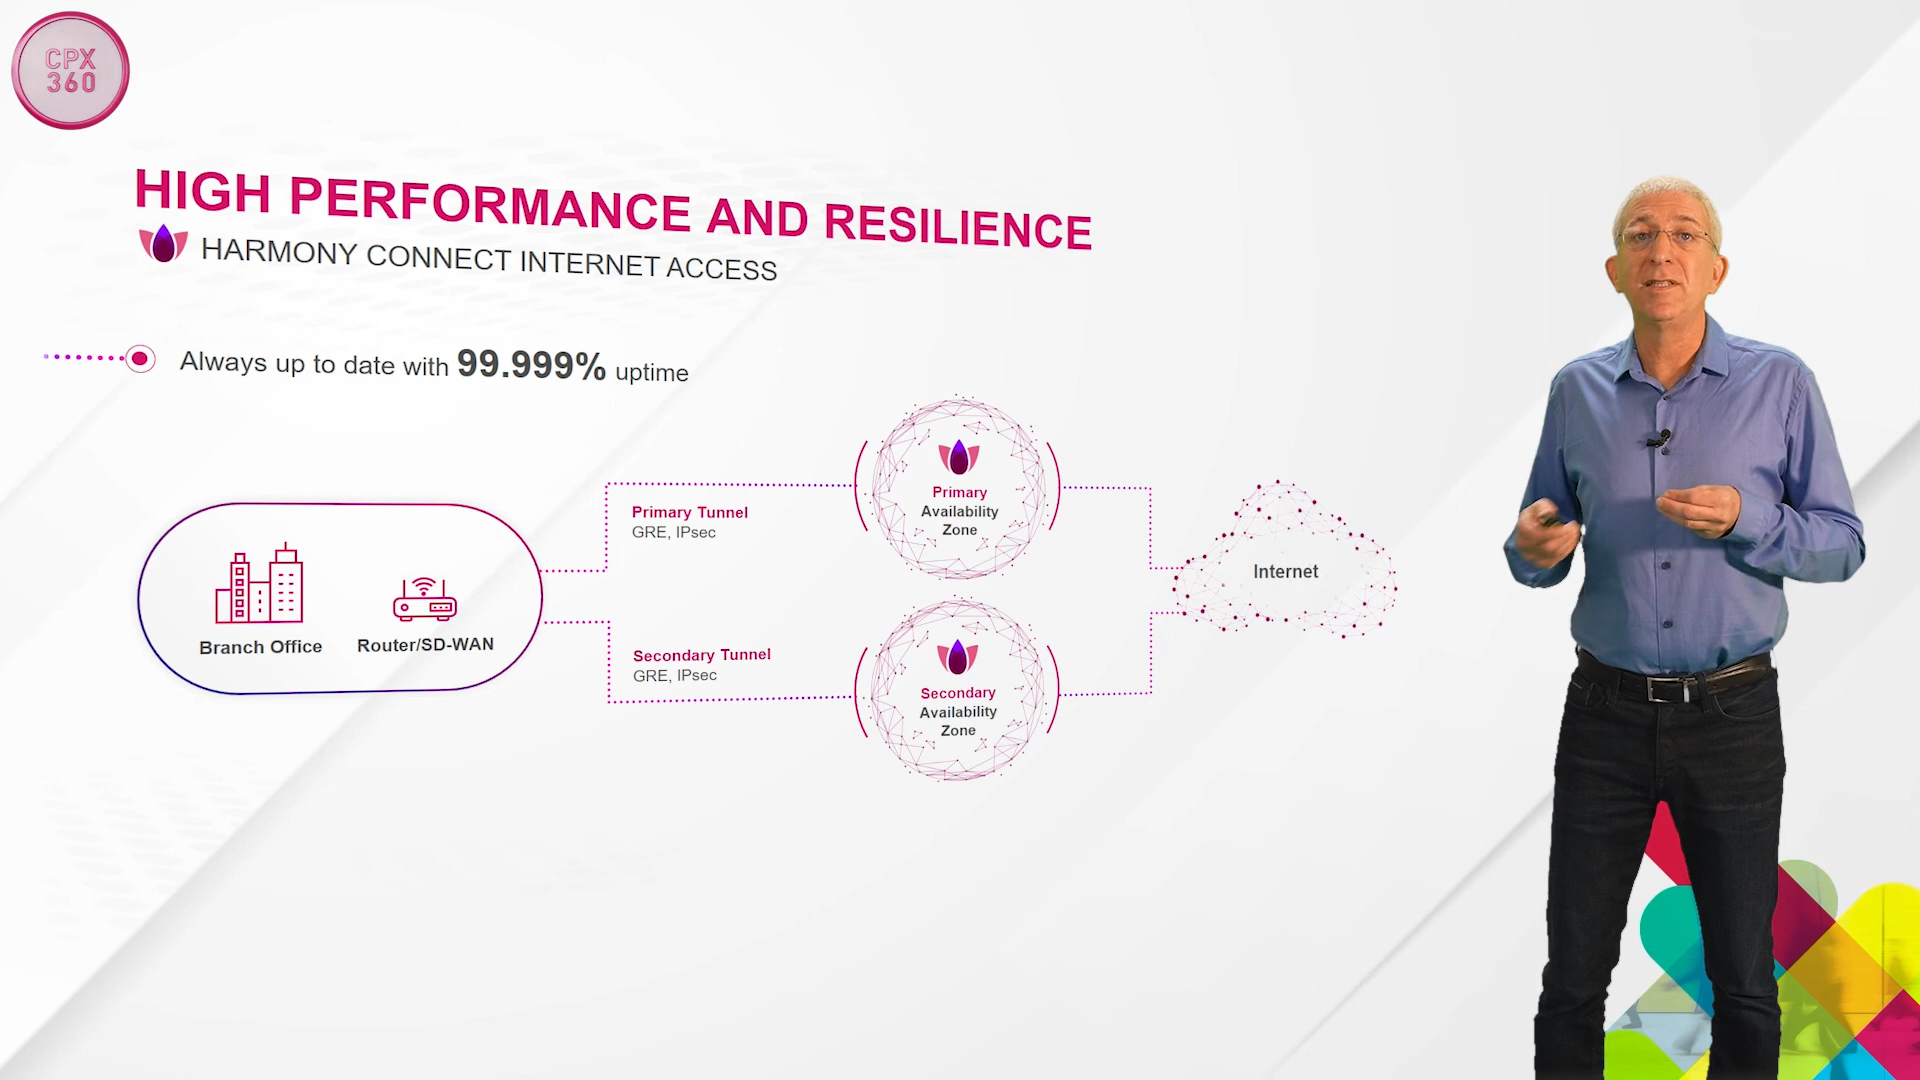 CPX
360
HIGH PERFORMANCE AND RESILIENCE
HARMONY CONNECT INTERNET ACCESS
Always up to date with 99.999% uptime
Branch Office
Router/SD-WAN
Primary Tunnel
GRE, IPsec
Secondary Tunnel
GRE, IPsec
Primary
Availability
Zone
Secondary
Availability
Zone
Internet